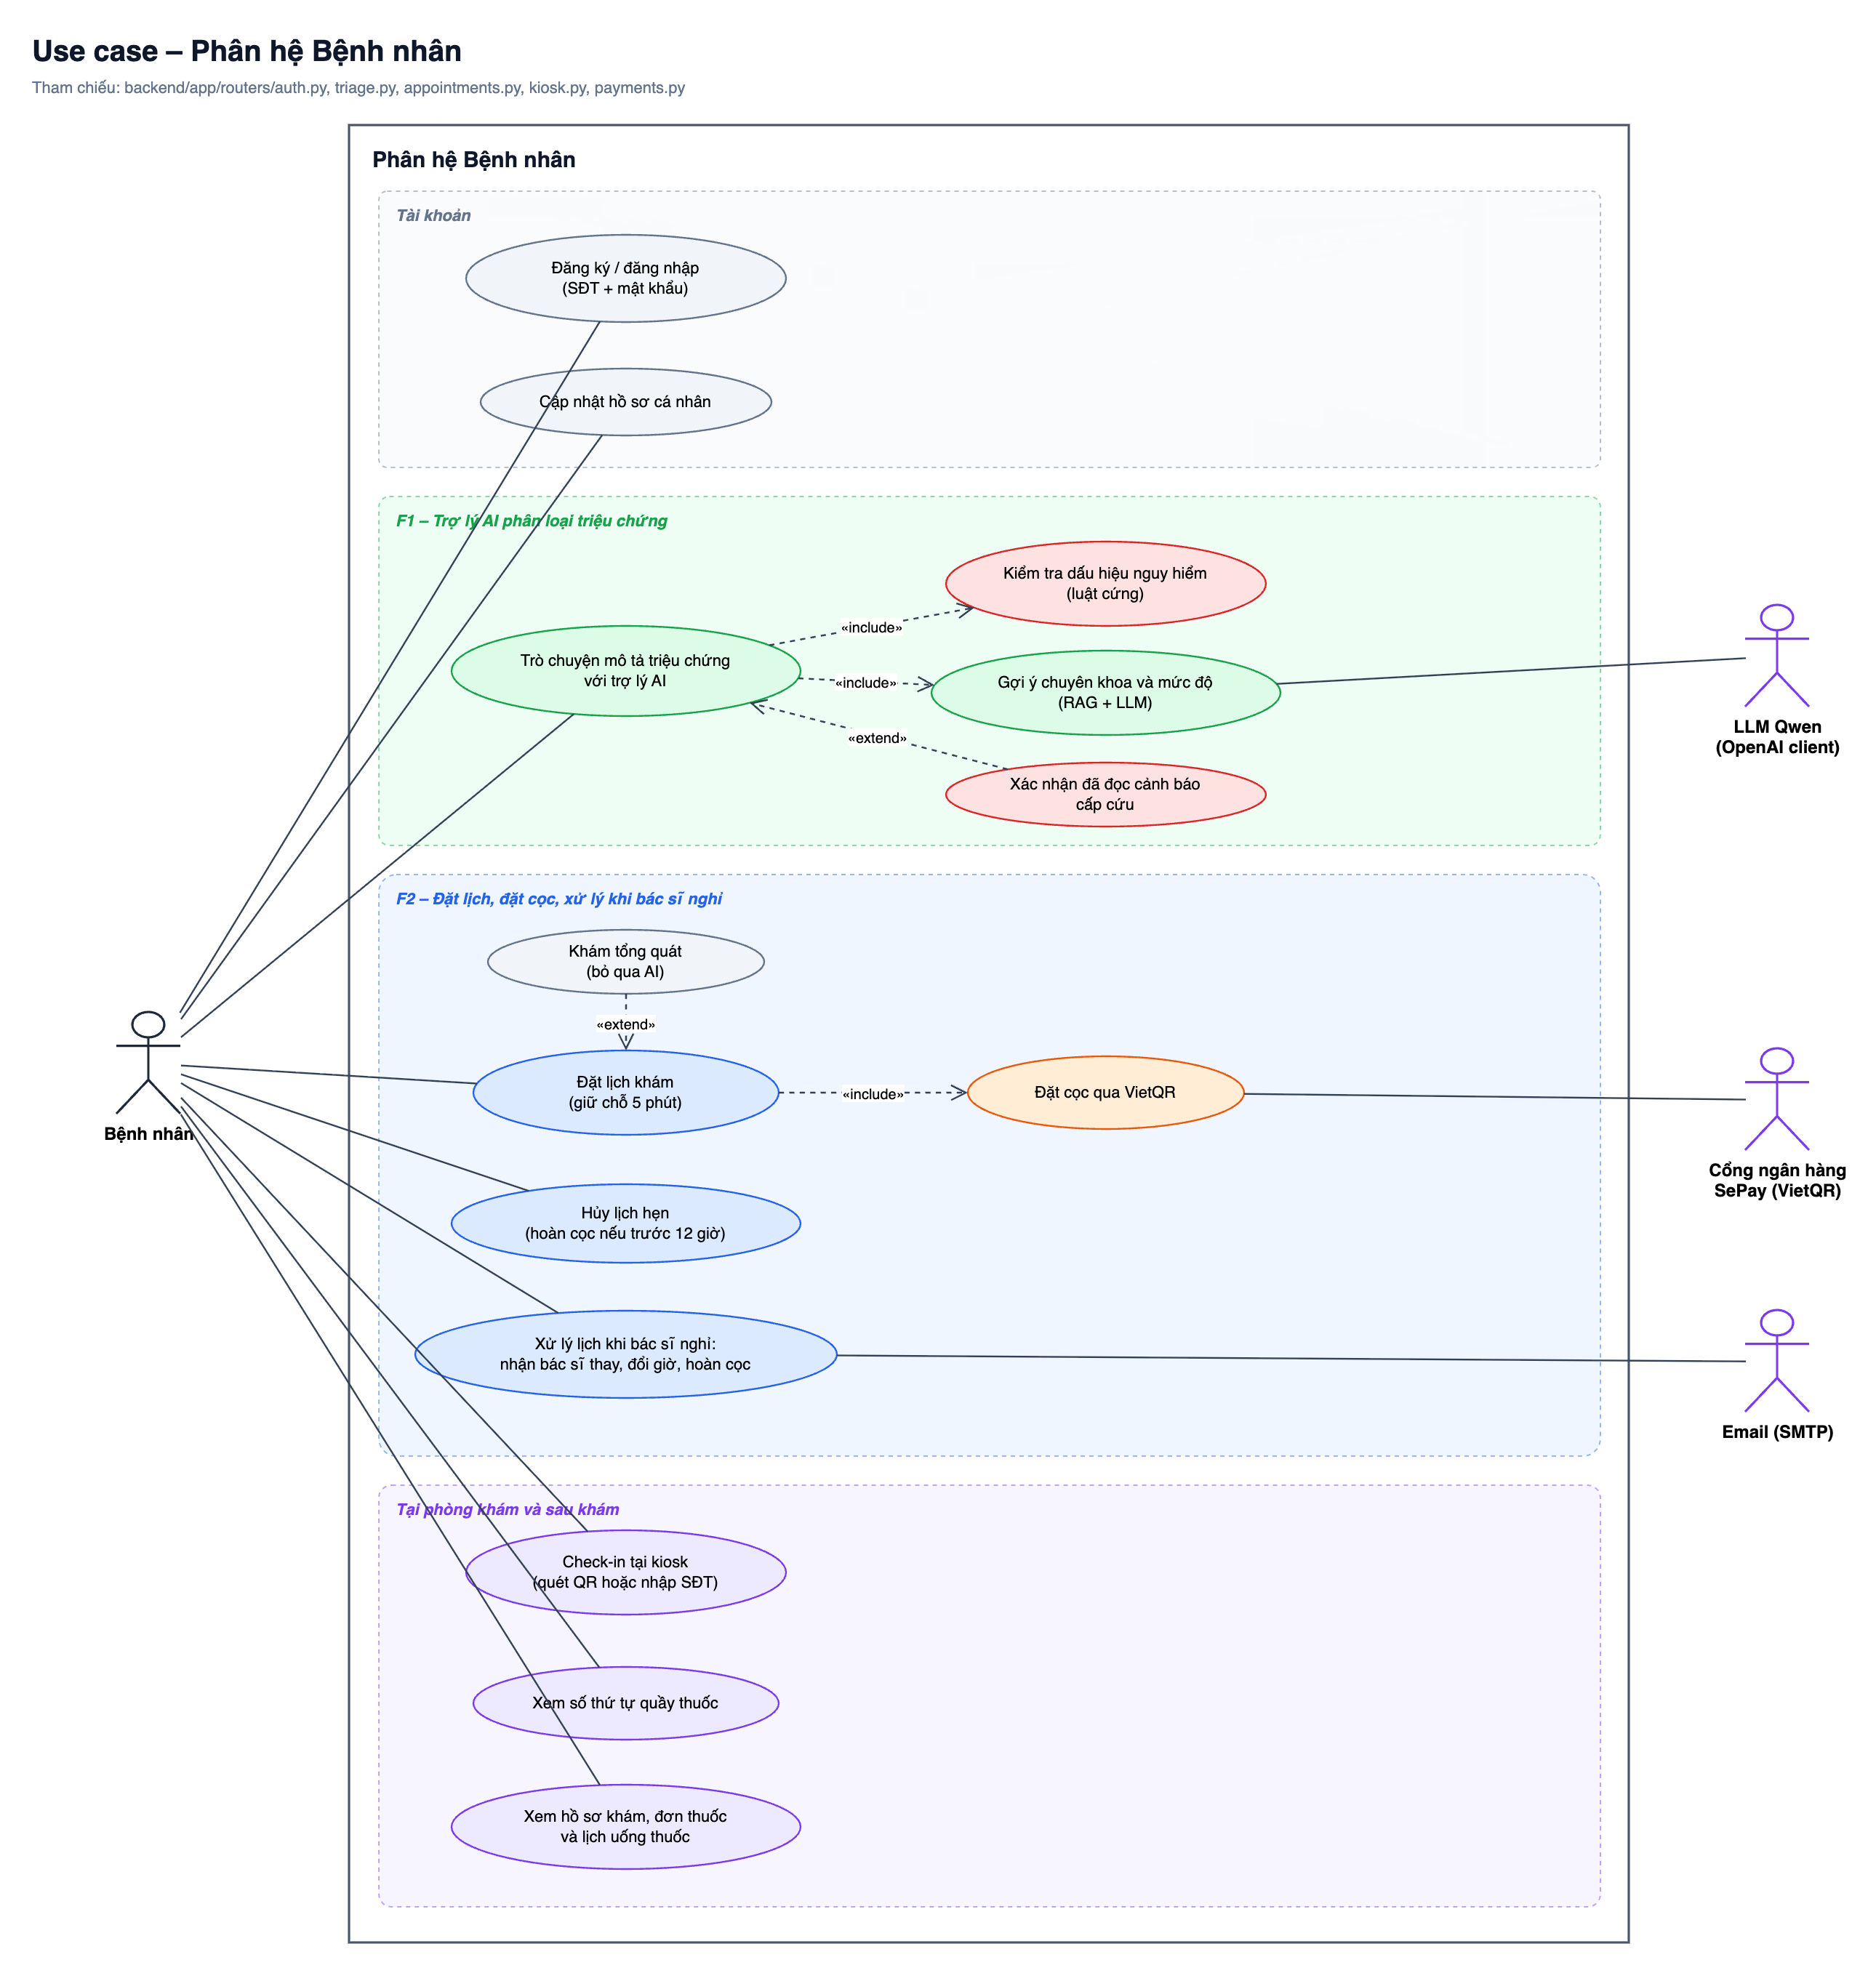 Use case – Phân hệ Bệnh nhân
Tham chiếu: backend/app/routers/auth.py, triage.py, appointments.py, kiosk.py, payments.py
Phân hệ Bệnh nhân
Tài khoản
Đăng ký / đăng nhập
(SĐT + mật khẩu)
Cập nhật hồ sơ cá nhân
F1 – Trợ lý AI phân loại triệu chứng
Kiểm tra dấu hiệu nguy hiểm
(luật cứng)
«include»
Trò chuyện mô tả triệu chứng
với trợ lý AI
«include»
Gợi ý chuyên khoa và mức độ
(RAG + LLM)
«extend»
Xác nhận đã đọc cảnh báo
cấp cứu
LLM Qwen
(OpenAI client)
F2 – Đặt lịch, đặt cọc, xử lý khi bác sĩ nghỉ
Khám tổng quát
(bỏ qua AI)
«extend»
Đặt lịch khám
(giữ chỗ 5 phút)
«include»
Đặt cọc qua VietQR
Bệnh nhân
Cổng ngân hàng
SePay (VietQR)
Hủy lịch hẹn
(hoàn cọc nếu trước 12 giờ)
Xử lý lịch khi bác sĩ nghỉ:
nhận bác sĩ thay, đổi giờ, hoàn cọc
Email (SMTP)
Tại phòng khám và sau khám
Check-in tại kiosk
(quét QR hoặc nhập SĐT)
Xem số thứ tự quầy thuốc
Xem hồ sơ khám, đơn thuốc
và lịch uống thuốc